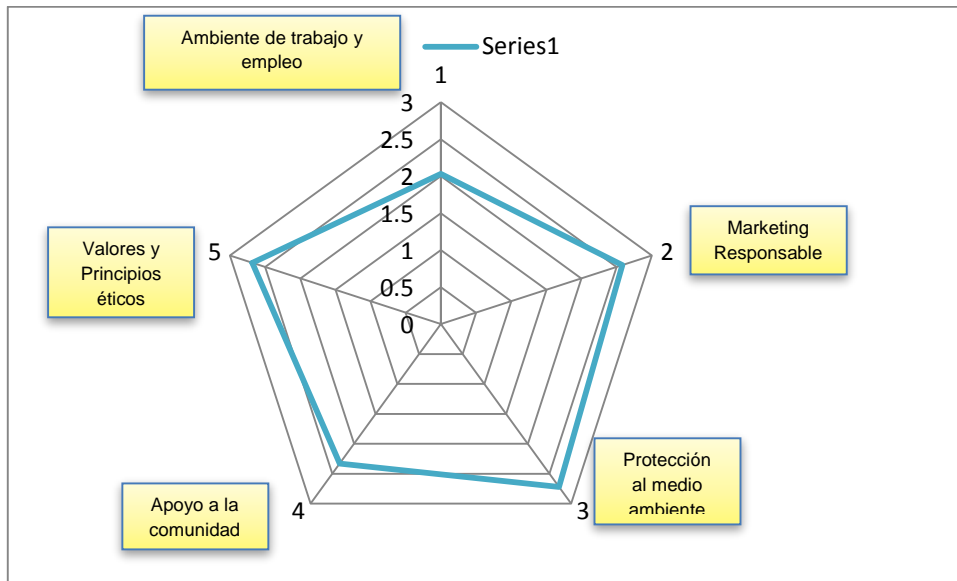 Ambiente de trabajo y
empleo
Series1
1
3
2.5
2
1.5
1
0.5
0
2
Marketing
Responsable
5
Valores y
Principios
éticos
Protección
al medio
ambiente
3
4
Apoyo a la
comunidad